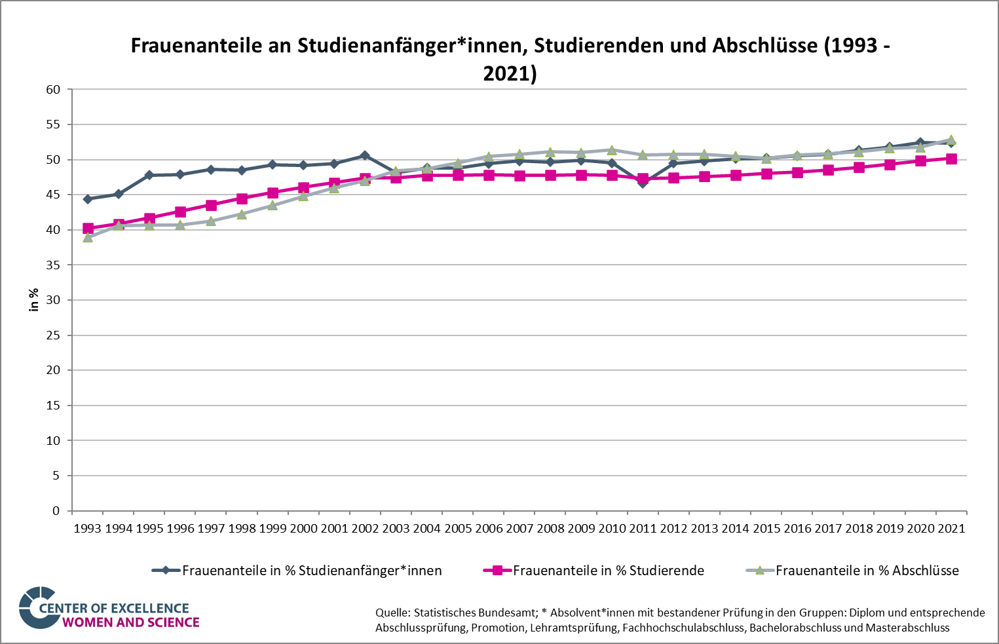 Frauenanteile an Studienanfänger*innen, Studierenden und Abschlüsse (1993 -
2021)
60
55
50
45
40
35
30
25
20
15
10
5
0
in %
1993 1994 1995 1996 1997 1998 1999 2000 2001 2002 2003 2004 2005 2006 2007 2008 2009 2010 2011 2012 2013 2014 2015 2016 2017 2018 2019 2020 2021
Frauenanteile in % Studienanfänger*innen Frauenanteile in % Studierende Frauenanteile in % Abschlüsse
CENTER OF EXCELLENCE
WOMEN AND SCIENCE
Quelle: Statistisches Bundesamt; * Absolvent*innen mit bestandener Prüfung in den Gruppen: Diplom und entsprechende
Abschlussprüfung, Promotion, Lehramtsprüfung, Fachhochschulabschluss, Bachelorabschluss und Masterabschluss